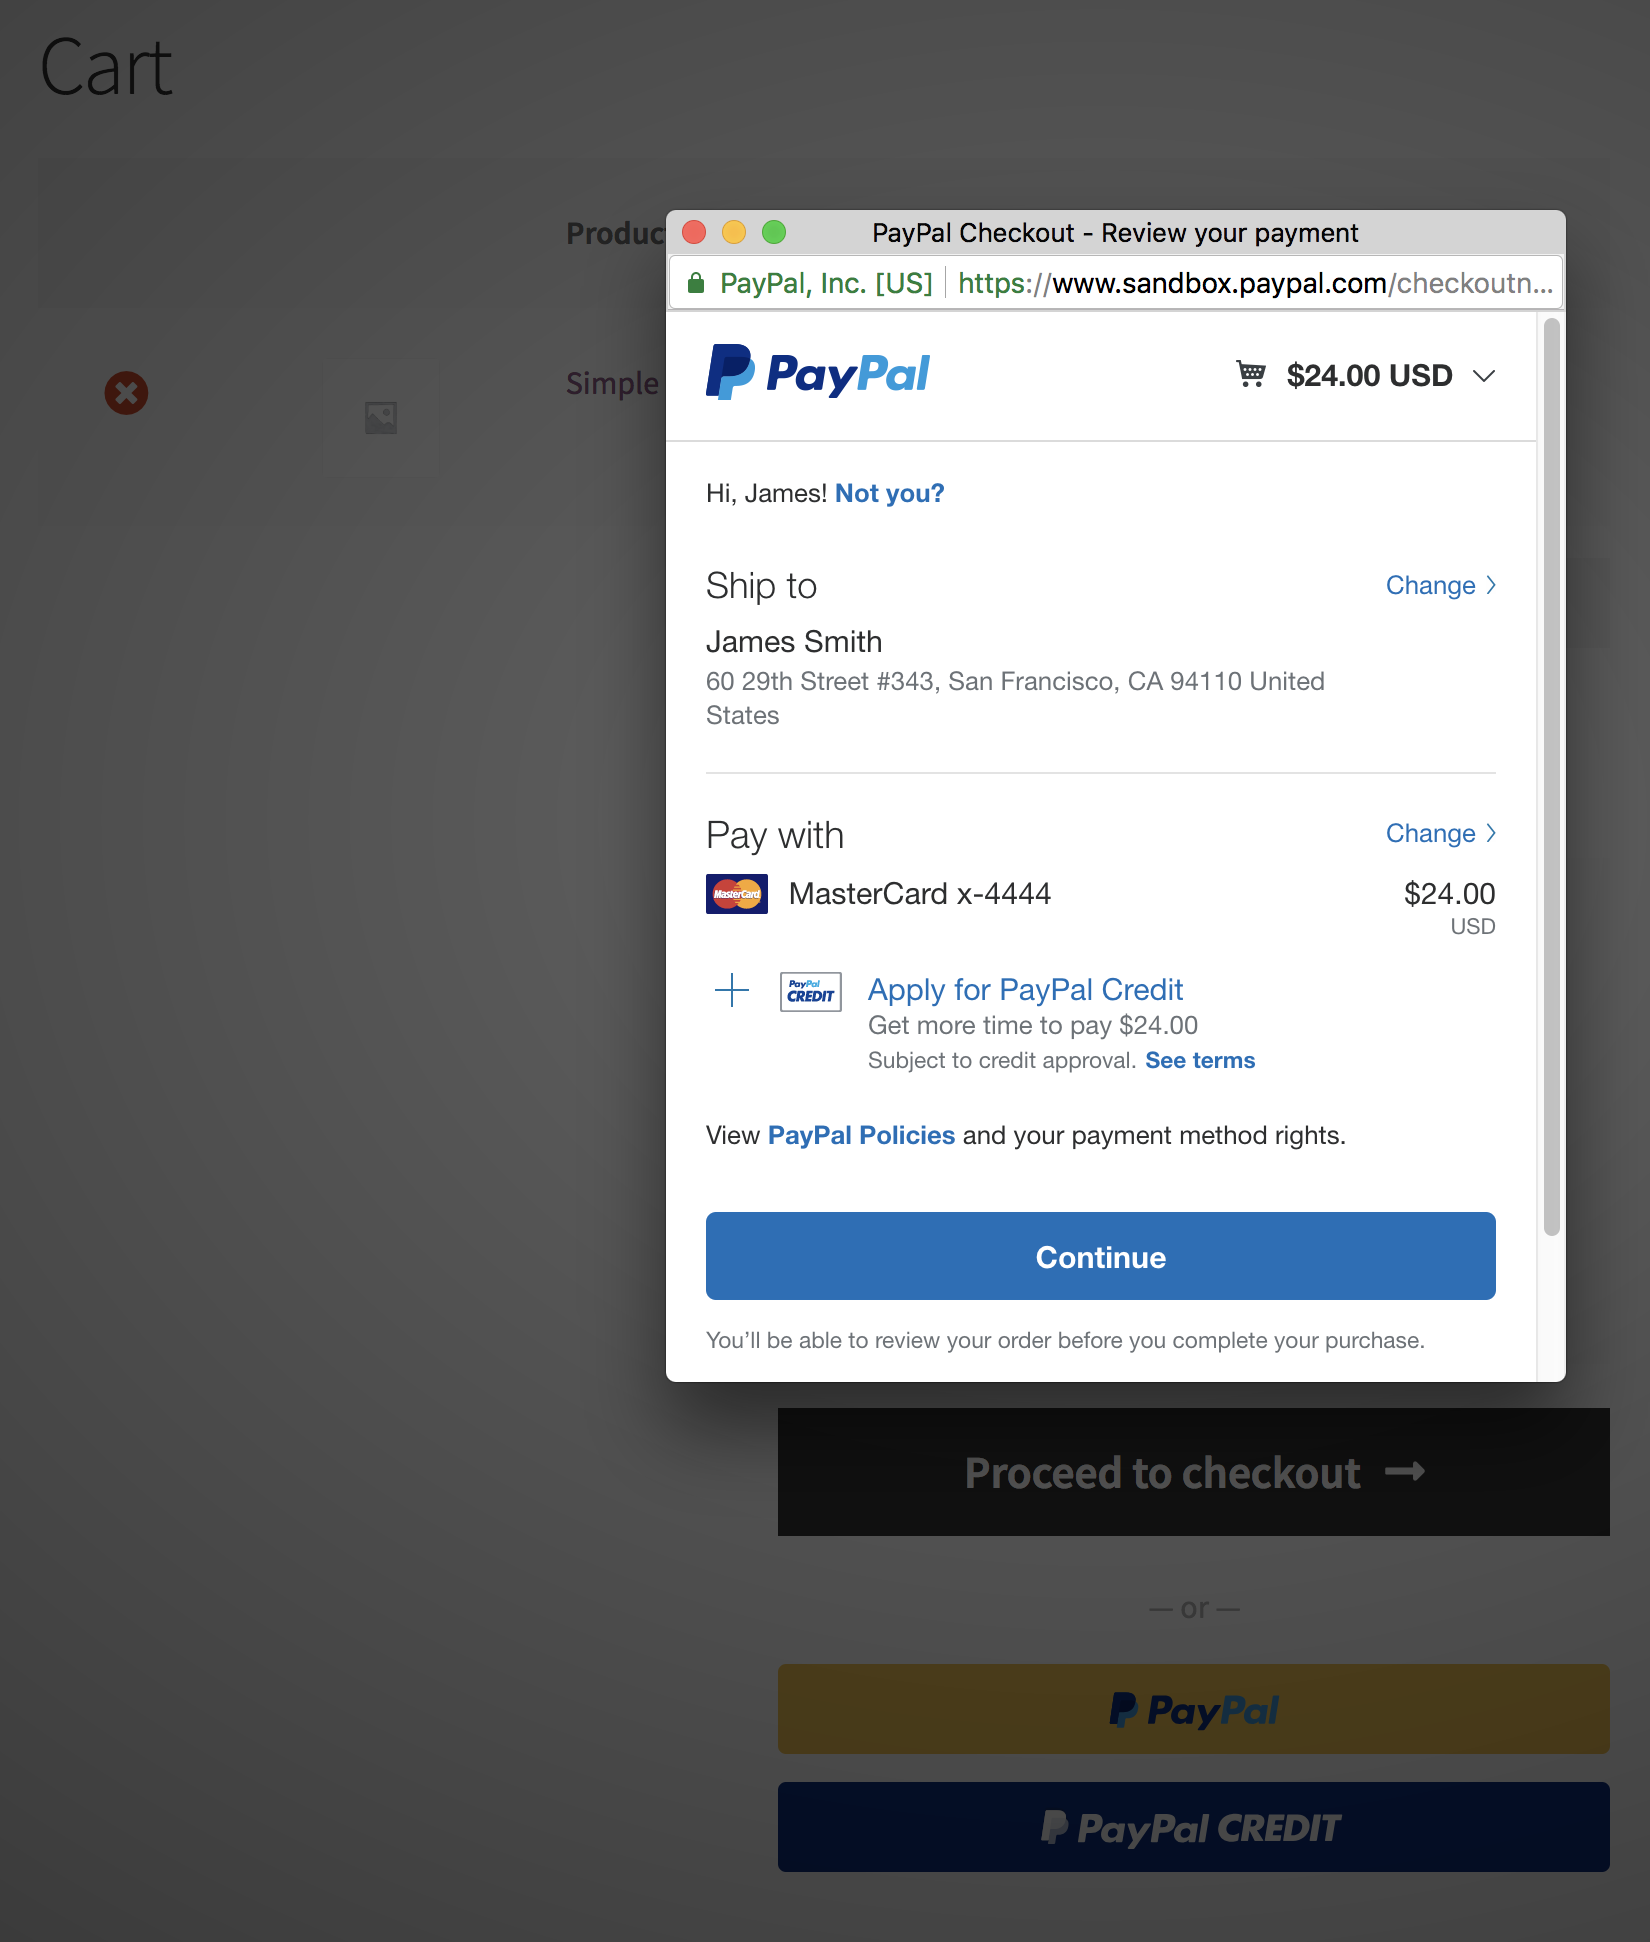 Cart
Produc
Simple
PayPal Checkout - Review your payment
PayPal, Inc. [US] https://www.sandbox.paypal.com/checkoutn...
PayPal $24.00 USD
Hi, James! Not you?
Ship to Change
James Smith
60 29th Street #343, San Francisco, CA 94110 United
States
Pay with Change
MasterCard MasterCard x-4444 $24.00
USD
PayPal CREDIT Apply for PayPal Credit
Get more time to pay $24.00
Subject to credit approval. See terms
View PayPal Policies and your payment method rights.
Continue
You’ll be able to review your order before you complete your purchase.
Proceed to checkout
— or —
PayPal
PayPal CREDIT